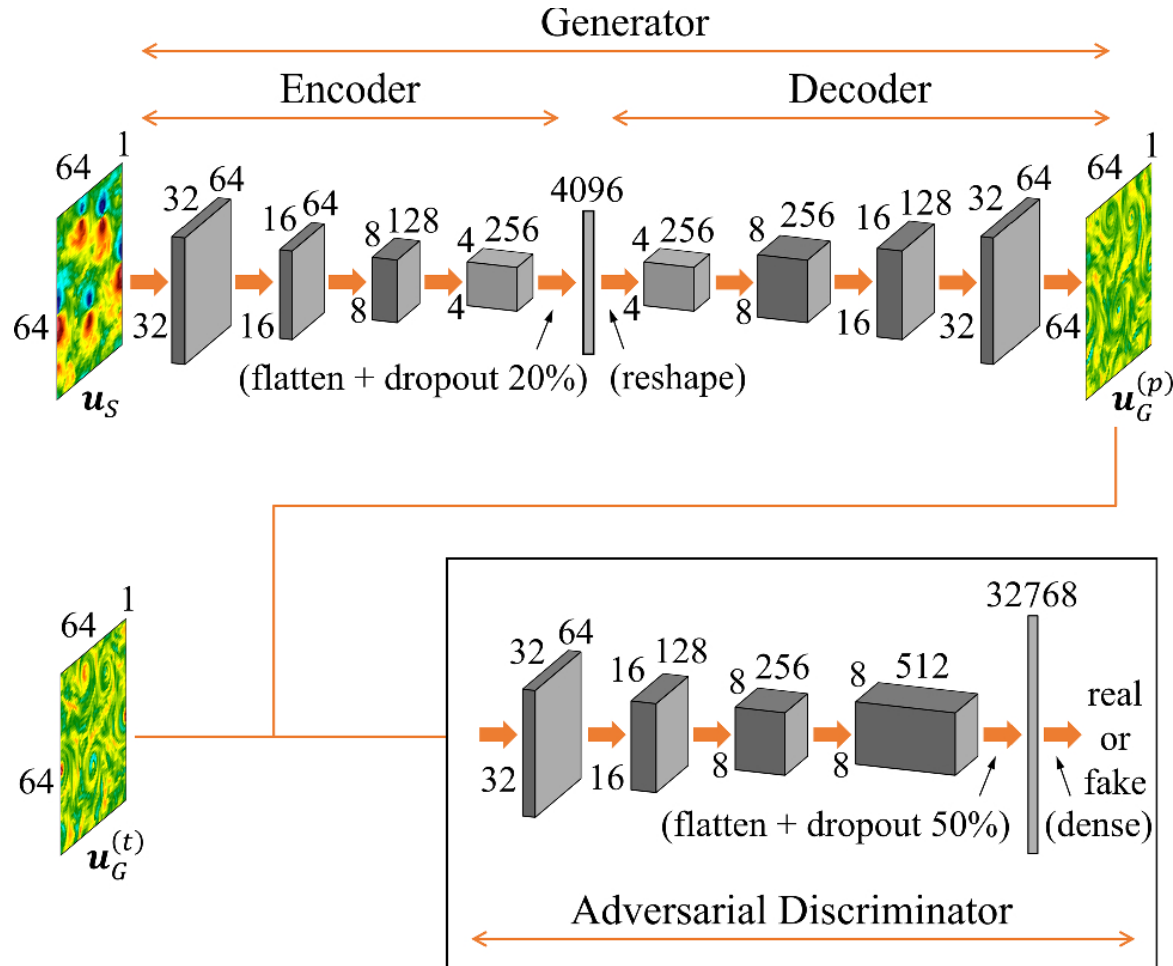 Generator
Encoder Decoder
64 1
32 64
16 64
8 128
4 256
4096
4 256
8 256
16 128
32 64
64 1
64
32
16
8
4
4
8
16
32
64
(flatten + dropout 20%) (reshape)
𝒖_S
𝒖_G^(p)
64 1
64
𝒖_G^(t)
32 64
16 128
8 256
8 512
32768
32
16
8
8
real
or
fake
(flatten + dropout 50%) (dense)
Adversarial Discriminator